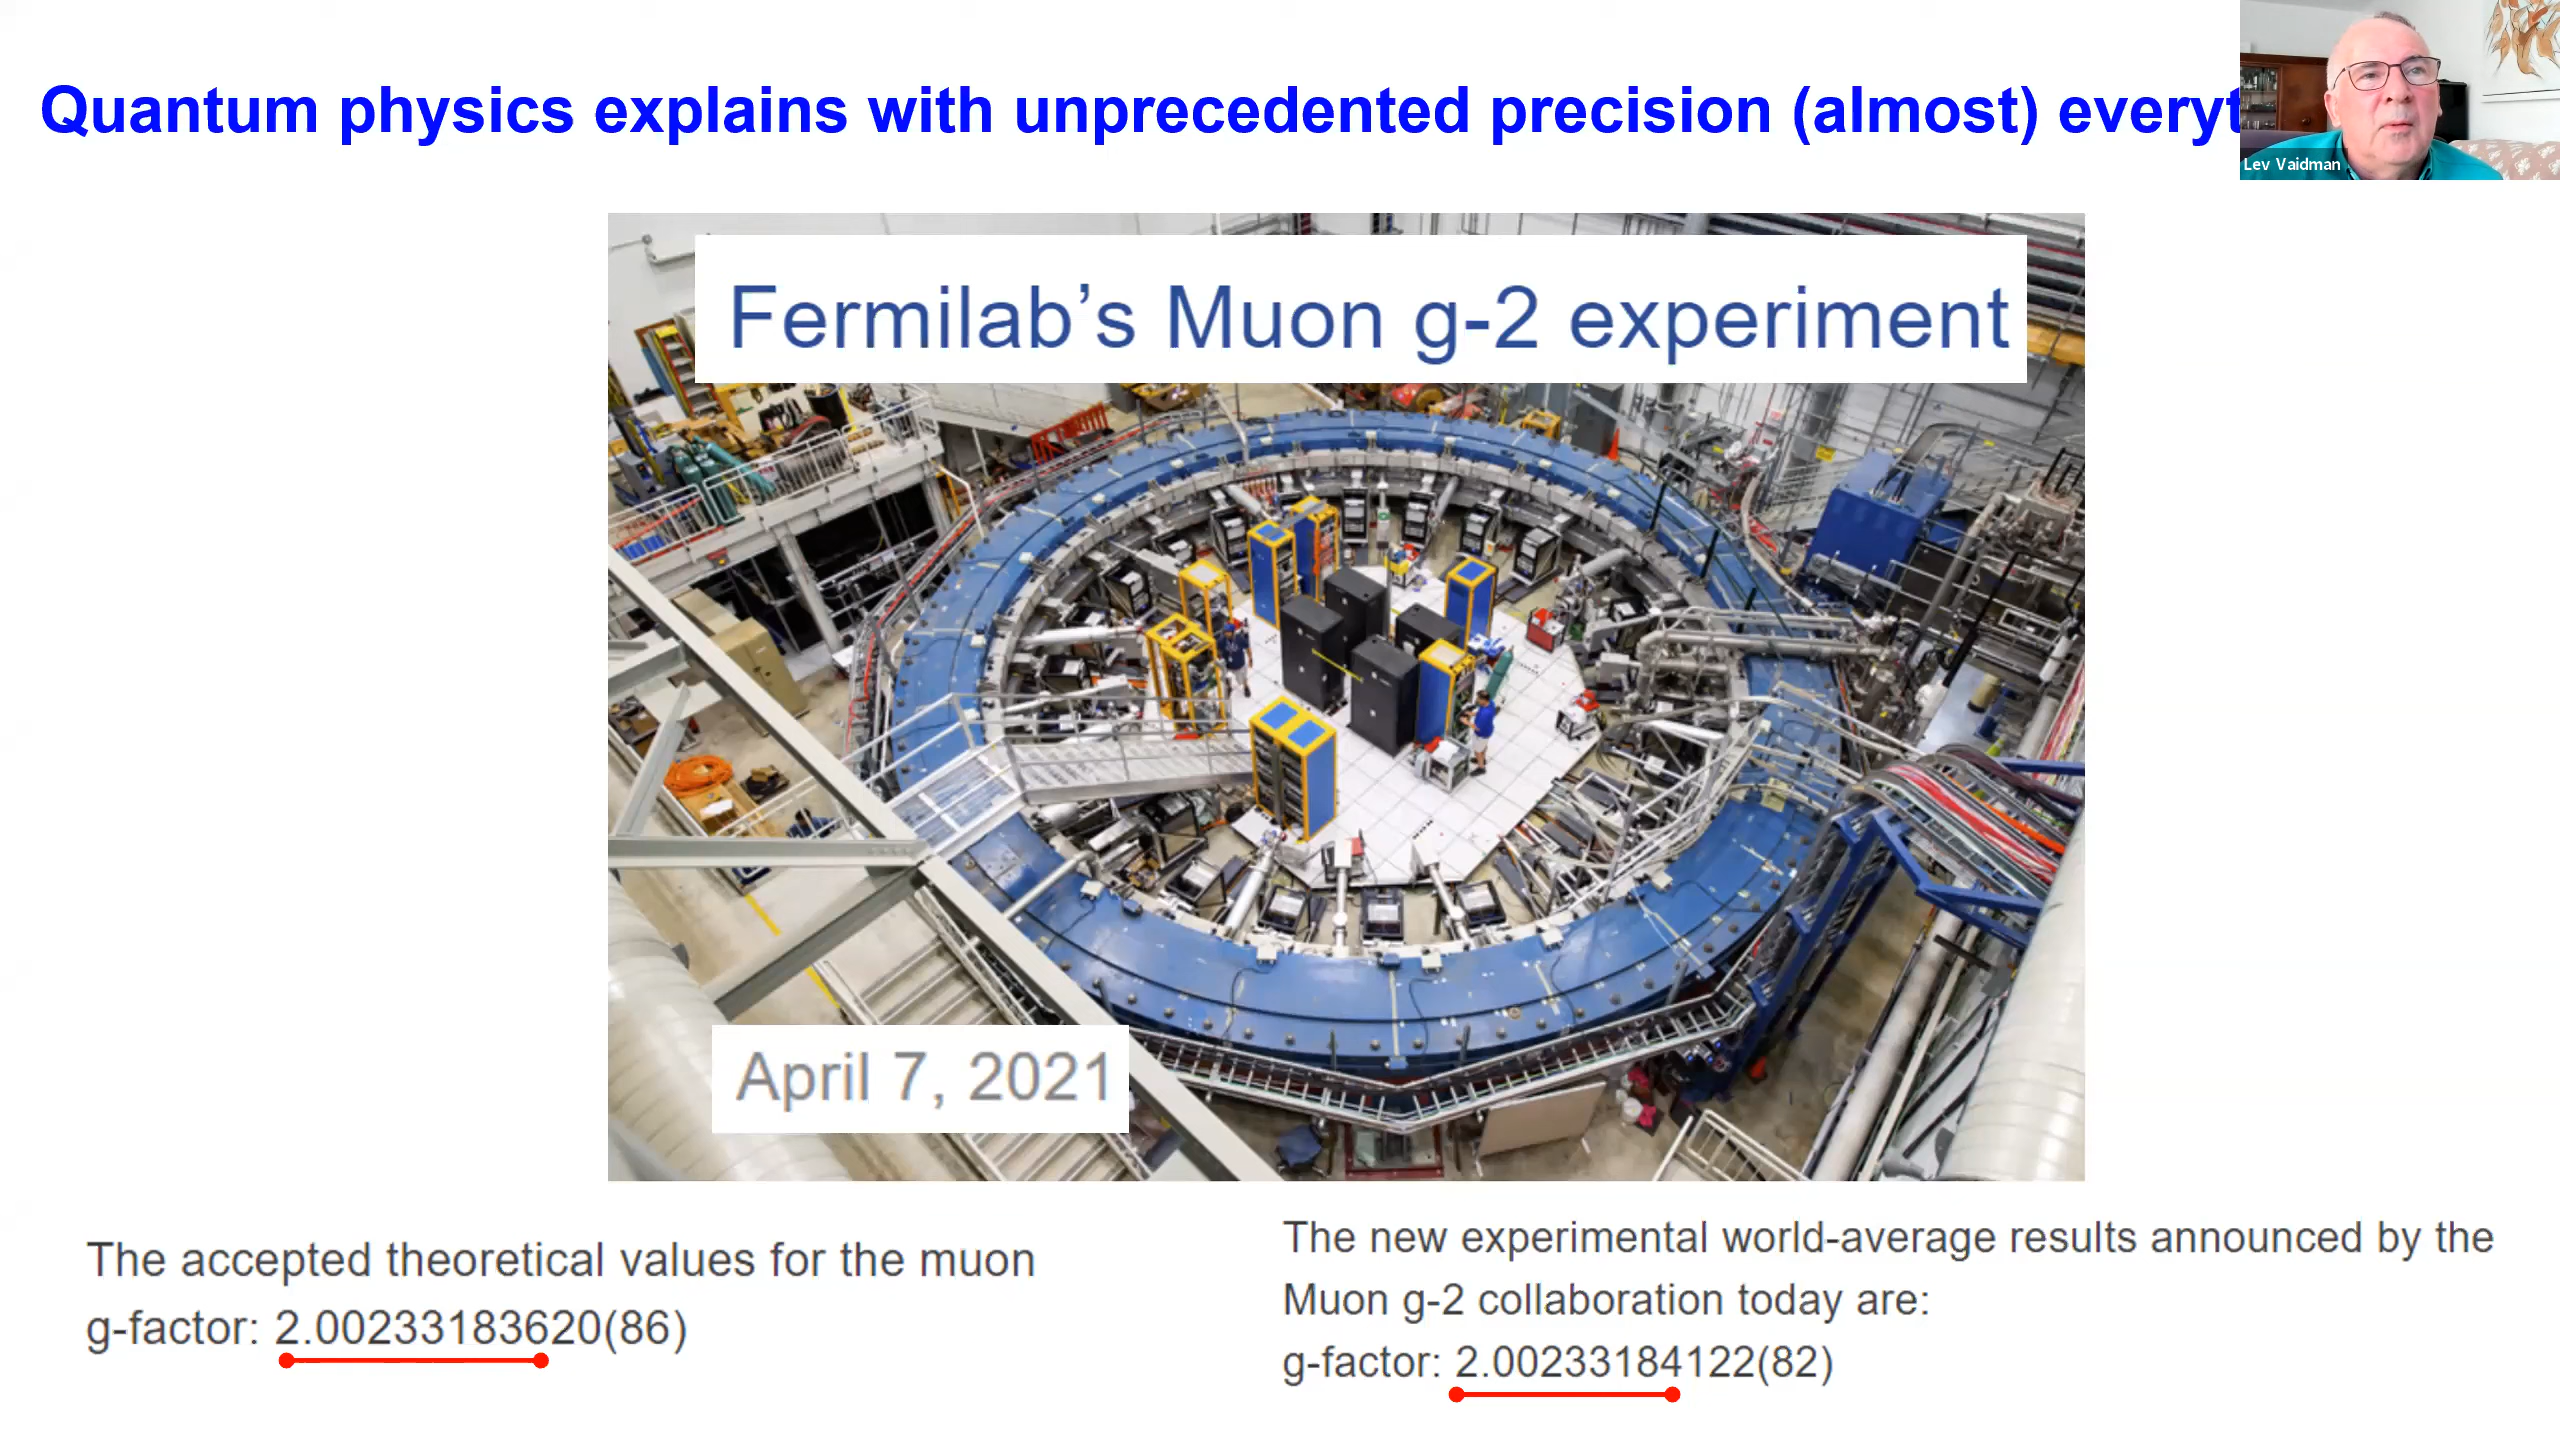 Quantum physics explains with unprecedented precision (almost) everyt
Lev Vaidman
Fermilab’s Muon g-2 experiment
April 7, 2021
The accepted theoretical values for the muon
g-factor: 2.00233183620(86)
The new experimental world-average results announced by the
Muon g-2 collaboration today are:
g-factor: 2.00233184122(82)